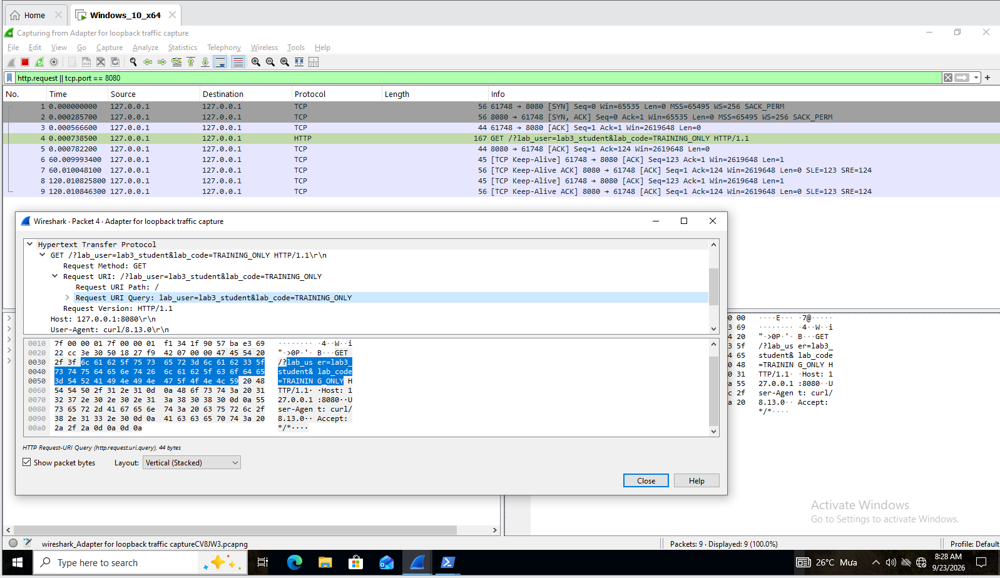 Home
Windows_10_x64
Capturing from Adapter for loopback traffic capture
File Edit View Go Capture Analyze Statistics Telephony Wireless Tools Help
http.request || tcp.port == 8080
No. Time Source Destination Protocol Length Info
1 0.000000000 127.0.0.1 127.0.0.1 TCP 56 61748 → 8080 [SYN] Seq=0 Win=65535 Len=0 MSS=65495 WS=256 SACK_PERM
2 0.000285700 127.0.0.1 127.0.0.1 TCP 56 8080 → 61748 [SYN, ACK] Seq=0 Ack=1 Win=65535 Len=0 MSS=65495 WS=256 SACK_PERM
3 0.000566600 127.0.0.1 127.0.0.1 TCP 44 61748 → 8080 [ACK] Seq=1 Ack=1 Win=2619648 Len=0
4 0.000738500 127.0.0.1 127.0.0.1 HTTP 167 GET /?lab_user=lab3_student&lab_code=TRAINING_ONLY HTTP/1.1
5 0.000782200 127.0.0.1 127.0.0.1 TCP 44 8080 → 61748 [ACK] Seq=1 Ack=124 Win=2619648 Len=0
6 60.009993400 127.0.0.1 127.0.0.1 TCP 45 [TCP Keep-Alive] 61748 → 8080 [ACK] Seq=123 Ack=1 Win=2619648 Len=1
7 60.010048100 127.0.0.1 127.0.0.1 TCP 56 [TCP Keep-Alive ACK] 8080 → 61748 [ACK] Seq=1 Ack=124 Win=2619648 Len=0 SLE=123 SRE=124
8 120.010825800 127.0.0.1 127.0.0.1 TCP 45 [TCP Keep-Alive] 61748 → 8080 [ACK] Seq=123 Ack=1 Win=2619648 Len=1
9 120.010846300 127.0.0.1 127.0.0.1 TCP 56 [TCP Keep-Alive ACK] 8080 → 61748 [ACK] Seq=1 Ack=124 Win=2619648 Len=0 SLE=123 SRE=124
Wireshark · Packet 4 · Adapter for loopback traffic capture
Hypertext Transfer Protocol
GET /?lab_user=lab3_student&lab_code=TRAINING_ONLY HTTP/1.1\r\n
Request Method: GET
Request URI: /?lab_user=lab3_student&lab_code=TRAINING_ONLY
Request URI Path: /
Request URI Query: lab_user=lab3_student&lab_code=TRAINING_ONLY
Request Version: HTTP/1.1
Host: 127.0.0.1:8080\r\n
User-Agent: curl/8.13.0\r\n
0010 7f 00 00 01 7f 00 00 01 f1 34 1f 90 57 ba e3 69 ········ ·4··W··i
0020 22 cc 3e 30 50 18 27 f9 42 07 00 00 47 45 54 20 "·>0P·'· B···GET
0030 2f 3f 6c 61 62 5f 75 73 65 72 3d 6c 61 62 33 5f /?lab_us er=lab3_
0040 73 74 75 64 65 6e 74 26 6c 61 62 5f 63 6f 64 65 student& lab_code
0050 3d 54 52 41 49 4e 49 4e 47 5f 4f 4e 4c 59 20 48 =TRAININ G_ONLY H
0060 54 54 50 2f 31 2e 31 0d 0a 48 6f 73 74 3a 20 31 TTP/1.1· ·Host: 1
0070 32 37 2e 30 2e 30 2e 31 3a 38 30 38 30 0d 0a 55 27.0.0.1 :8080··U
0080 73 65 72 2d 41 67 65 6e 74 3a 20 63 75 72 6c 2f ser-Agen t: curl/
0090 38 2e 31 33 2e 30 0d 0a 41 63 63 65 70 74 3a 20 8.13.0·· Accept:
00a0 2a 2f 2a 0d 0a 0d 0a */*····
HTTP Request-URI Query (http.request.uri.query), 44 bytes
Show packet bytes Layout: Vertical (Stacked)
Close Help
0 00 ····E··· ·7@·····
3 69 ········ ·4··W··i
4 20 "·>0P·'· B···GET
3 5f /?lab_us er=lab3_
4 65 student& lab_code
0 48 =TRAININ G_ONLY H
0 31 TTP/1.1· ·Host: 1
a 55 27.0.0.1 :8080··U
c 2f ser-Agen t: curl/
a 20 8.13.0·· Accept:
*/*····
Activate Windows
Go to Settings to activate Windows.
wireshark_Adapter for loopback traffic captureCV8JW3.pcapng
Packets: 9 · Displayed: 9 (100.0%)
Profile: Default
Type here to search
26°C Mưa
8:28 AM
9/23/2026